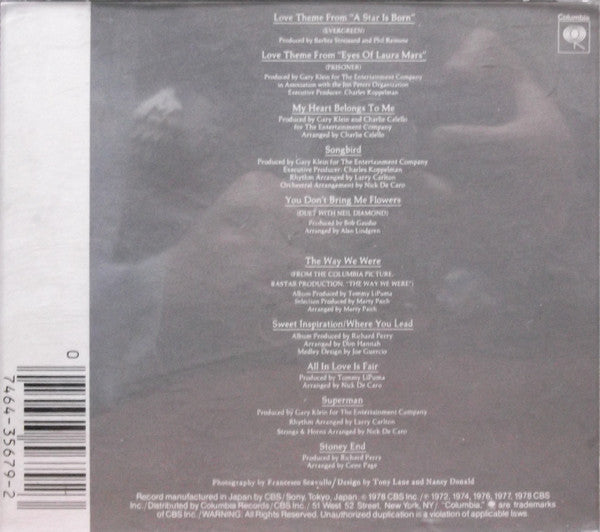 Love Theme From "A Star Is Born"
(EVERGREEN)
Produced by Barbra Streisand and Phil Ramone
Columbia
Love Theme From "Eyes Of Laura Mars"
(PRISONER)
Produced by Gary Klein for The Entertainment Company
in Association with the Jon Peters Organization
Executive Producer: Charles Koppelman
My Heart Belongs To Me
Produced by Gary Klein and Charlie Calello
for The Entertainment Company
Arranged by Charlie Calello
Songbird
Produced by Gary Klein for The Entertainment Company
Executive Producer: Charles Koppelman
Rhythm Arranged by Larry Carlton
Orchestral Arrangement by Nick De Caro
You Don't Bring Me Flowers
(DUET WITH NEIL DIAMOND)
Produced by Bob Gaudio
Arranged by Alan Lindgren
The Way We Were
(FROM THE COLUMBIA PICTURE,
RASTAR PRODUCTION, "THE WAY WE WERE")
Album Produced by Tommy LiPuma
Selection Produced by Marty Paich
Arranged by Marty Paich
Sweet Inspiration/Where You Lead
Album Produced by Richard Perry
Arranged by Don Hannah
Medley Design by Joe Guercio
All In Love Is Fair
Produced by Tommy LiPuma
Arranged by Nick De Caro
Superman
Produced by Gary Klein for The Entertainment Company
Rhythm Arranged by Larry Carlton
Strings & Horns Arranged by Nick De Caro
Stoney End
Produced by Richard Perry
Arranged by Gene Page
Photography by Francesco Scavullo/Design by Tony Lane and Nancy Donald
Record manufactured in Japan by CBS/Sony, Tokyo, Japan. ℗ 1978 CBS Inc./℗ 1972, 1974, 1976, 1977, 1978 CBS
Inc./Distributed by Columbia Records/CBS Inc./51 West 52 Street, New York, NY/"Columbia," are trademarks
of CBS Inc./WARNING: All Rights Reserved. Unauthorized duplication is a violation of applicable laws.
0
7464-35679-2